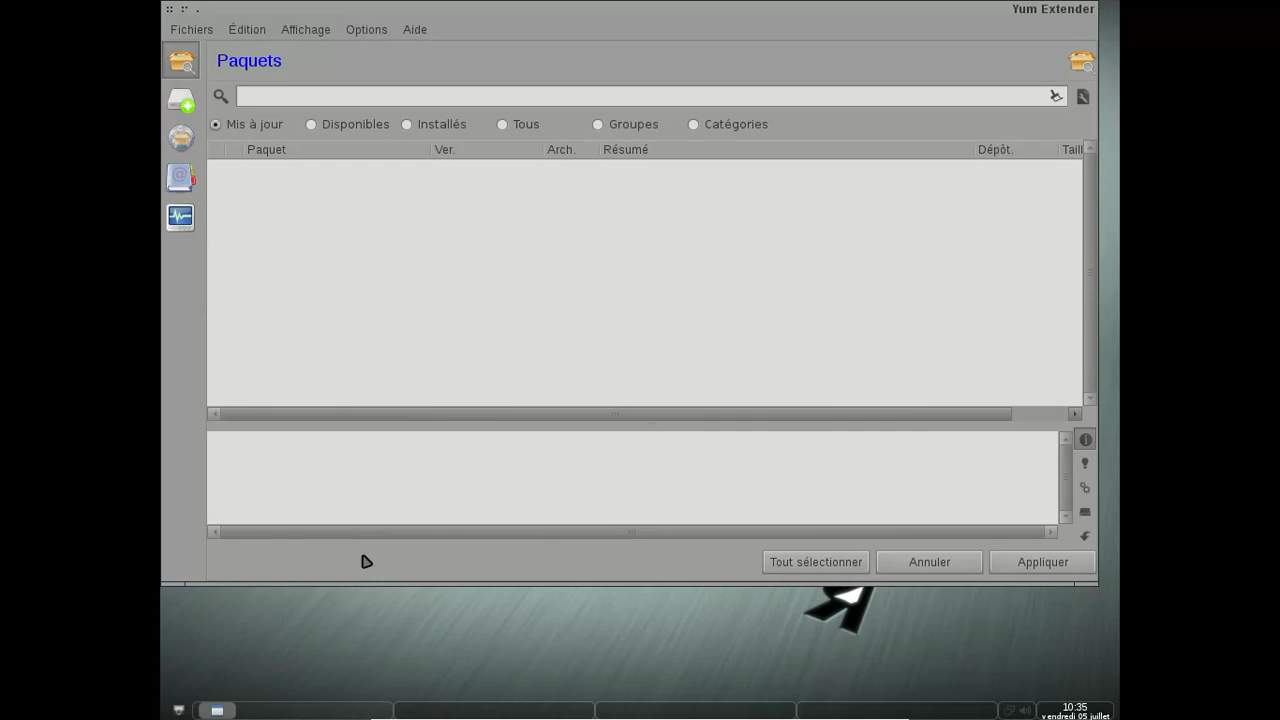 Yum Extender
Fichiers Édition Affichage Options Aide
Paquets
Mis à jour Disponibles Installés Tous Groupes Catégories
Paquet Ver. Arch. Résumé Dépôt. Taill
Tout sélectionner Annuler Appliquer
10:35
vendredi 05 juillet